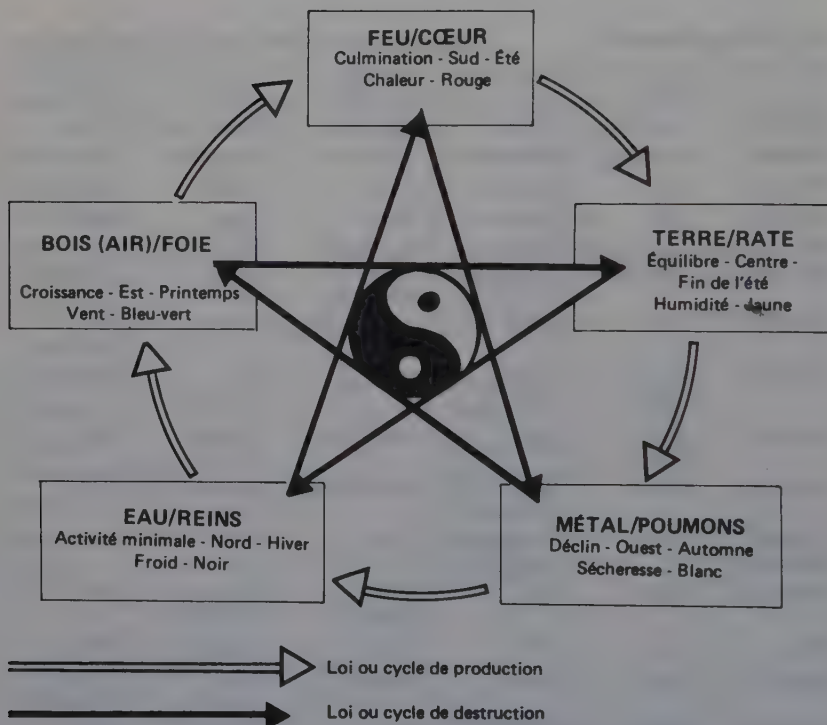 FEU/CŒUR
Culmination - Sud - Été
Chaleur - Rouge
BOIS (AIR)/FOIE
Croissance - Est - Printemps
Vent - Bleu-vert
TERRE/RATE
Équilibre - Centre -
Fin de l'été
Humidité - Jaune
EAU/REINS
Activité minimale - Nord - Hiver
Froid - Noir
MÉTAL/POUMONS
Déclin - Ouest - Automne
Sécheresse - Blanc
Loi ou cycle de production
Loi ou cycle de destruction